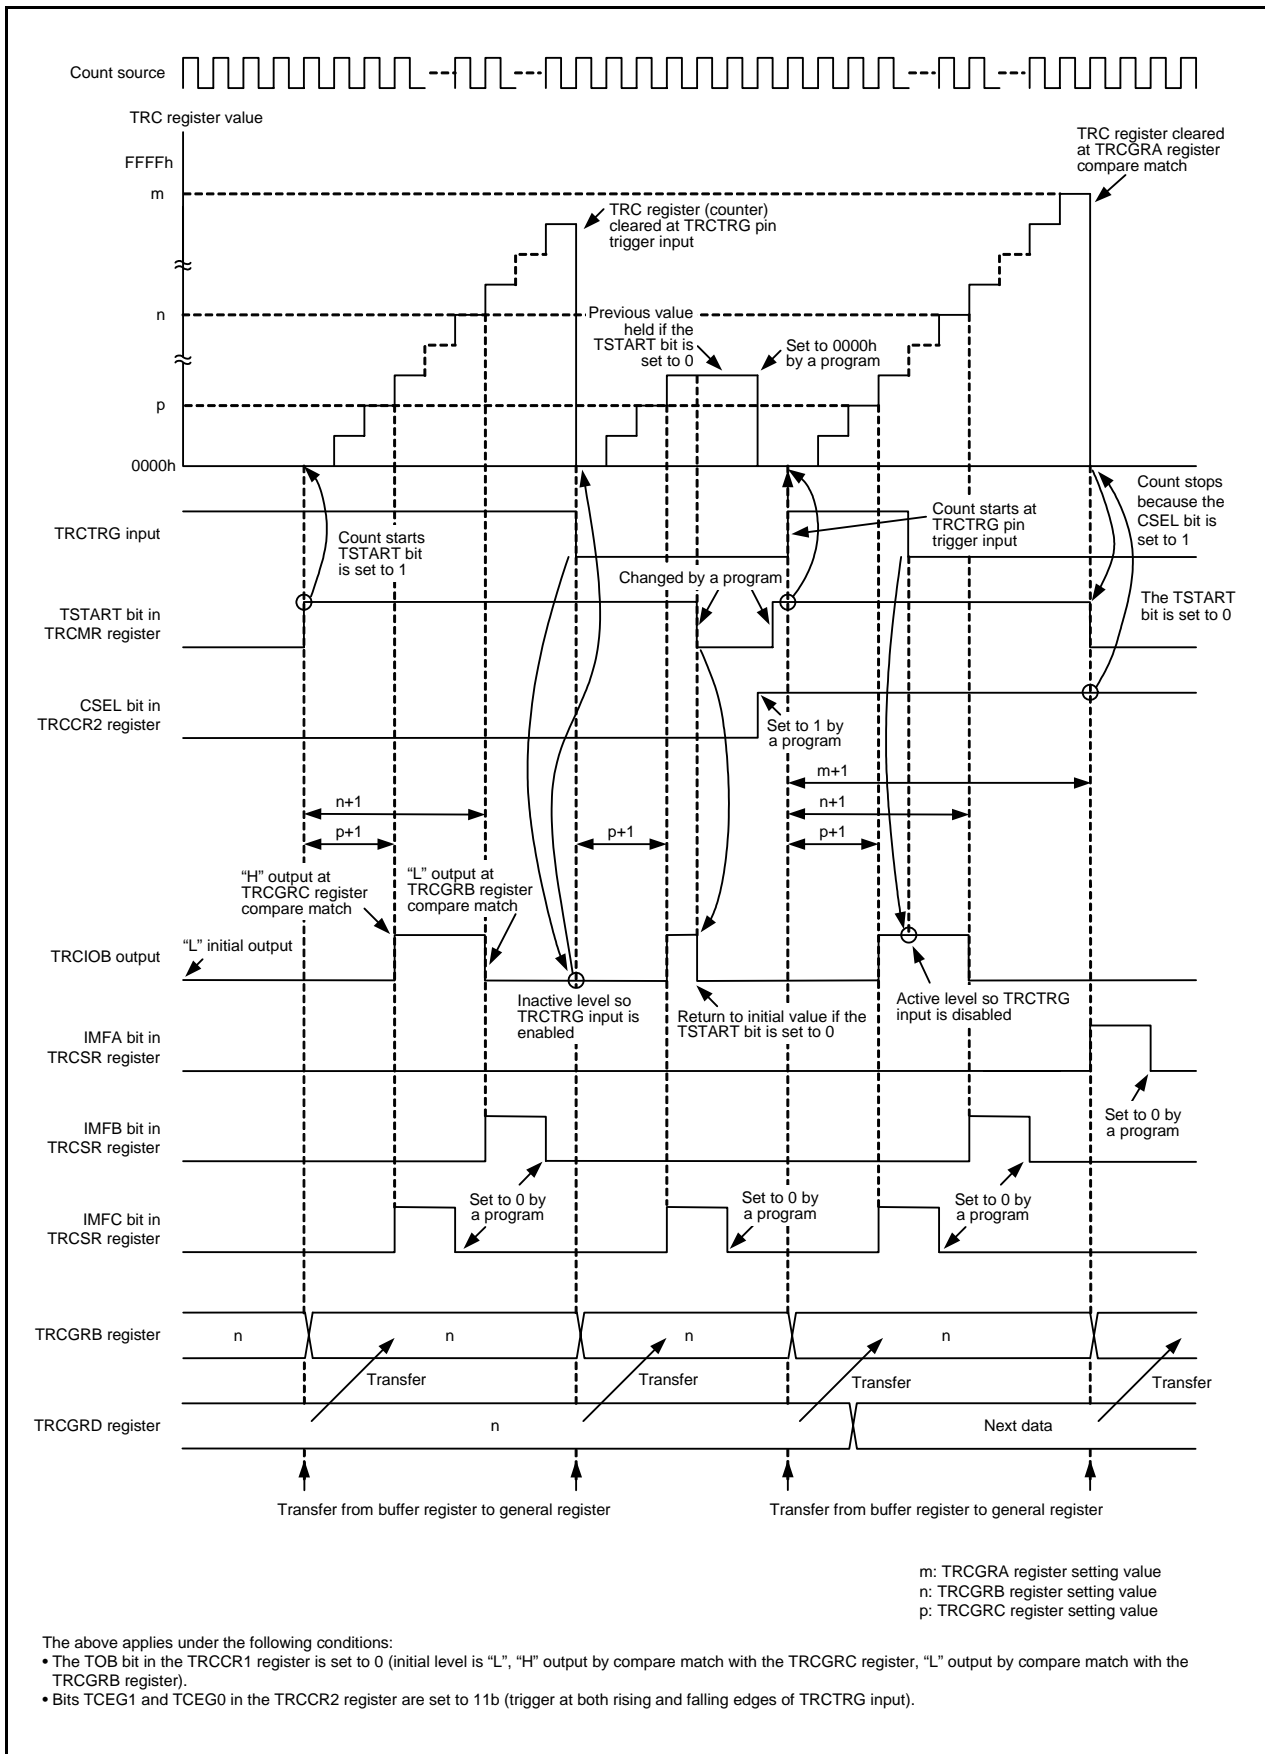 Count source
TRC register value
FFFFh
m
n
p
0000h
TRC register cleared
at TRCGRA register
compare match
TRC register (counter)
cleared at TRCTRG pin
trigger input
Previous value
held if the
TSTART bit is
set to 0
Set to 0000h
by a program
TRCTRG input
Count starts
TSTART bit
is set to 1
Count starts at
TRCTRG pin
trigger input
Count stops
because the
CSEL bit is
set to 1
Changed by a program
TSTART bit in
TRCMR register
The TSTART
bit is set to 0
CSEL bit in
TRCCR2 register
Set to 1 by
a program
m+1
n+1
n+1
p+1
p+1
p+1
“H” output at
TRCGRC register
compare match
“L” output at
TRCGRB register
compare match
“L” initial output
TRCIOB output
Inactive level so
TRCTRG input is
enabled
Return to initial value if the
TSTART bit is set to 0
Active level so TRCTRG
input is disabled
IMFA bit in
TRCSR register
Set to 0 by
a program
IMFB bit in
TRCSR register
Set to 0 by
a program
Set to 0 by
a program
Set to 0 by
a program
IMFC bit in
TRCSR register
TRCGRB register
n
n
n
n
Transfer
Transfer
Transfer
Transfer
TRCGRD register
n
Next data
Transfer from buffer register to general register
Transfer from buffer register to general register
m: TRCGRA register setting value
n: TRCGRB register setting value
p: TRCGRC register setting value
The above applies under the following conditions:
• The TOB bit in the TRCCR1 register is set to 0 (initial level is “L”, “H” output by compare match with the TRCGRC register, “L” output by compare match with the
TRCGRB register).
• Bits TCEG1 and TCEG0 in the TRCCR2 register are set to 11b (trigger at both rising and falling edges of TRCTRG input).